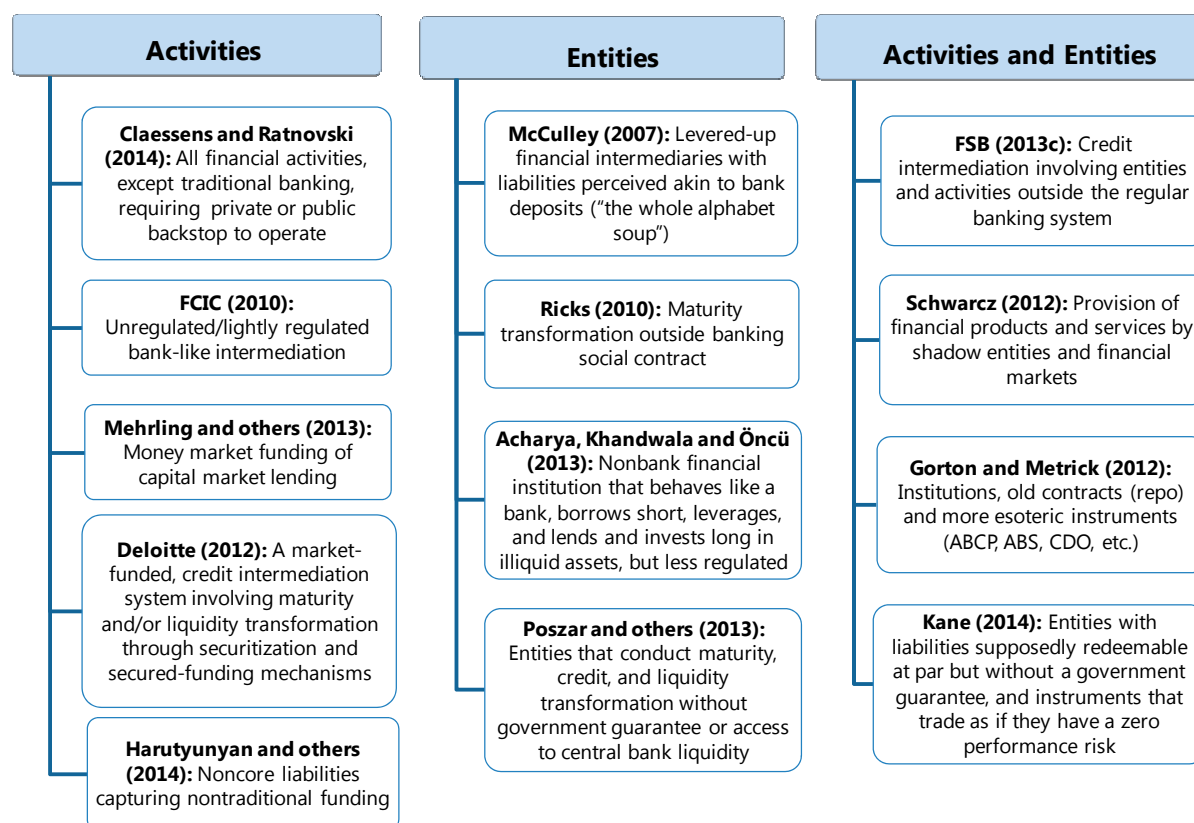 Activities
Claessens and Ratnovski
(2014): All financial activities,
except traditional banking,
requiring private or public
backstop to operate
FCIC (2010):
Unregulated/lightly regulated
bank-like intermediation
Mehrling and others (2013):
Money market funding of
capital market lending
Deloitte (2012): A market-
funded, credit intermediation
system involving maturity
and/or liquidity transformation
through securitization and
secured-funding mechanisms
Harutyunyan and others
(2014): Noncore liabilities
capturing nontraditional funding
Entities
McCulley (2007): Levered-up
financial intermediaries with
liabilities perceived akin to bank
deposits (“the whole alphabet
soup”)
Ricks (2010): Maturity
transformation outside banking
social contract
Acharya, Khandwala and Öncü
(2013): Nonbank financial
institution that behaves like a
bank, borrows short, leverages,
and lends and invests long in
illiquid assets, but less regulated
Poszar and others (2013):
Entities that conduct maturity,
credit, and liquidity
transformation without
government guarantee or access
to central bank liquidity
Activities and Entities
FSB (2013c): Credit
intermediation involving entities
and activities outside the regular
banking system
Schwarcz (2012): Provision of
financial products and services by
shadow entities and financial
markets
Gorton and Metrick (2012):
Institutions, old contracts (repo)
and more esoteric instruments
(ABCP, ABS, CDO, etc.)
Kane (2014): Entities with
liabilities supposedly redeemable
at par but without a government
guarantee, and instruments that
trade as if they have a zero
performance risk